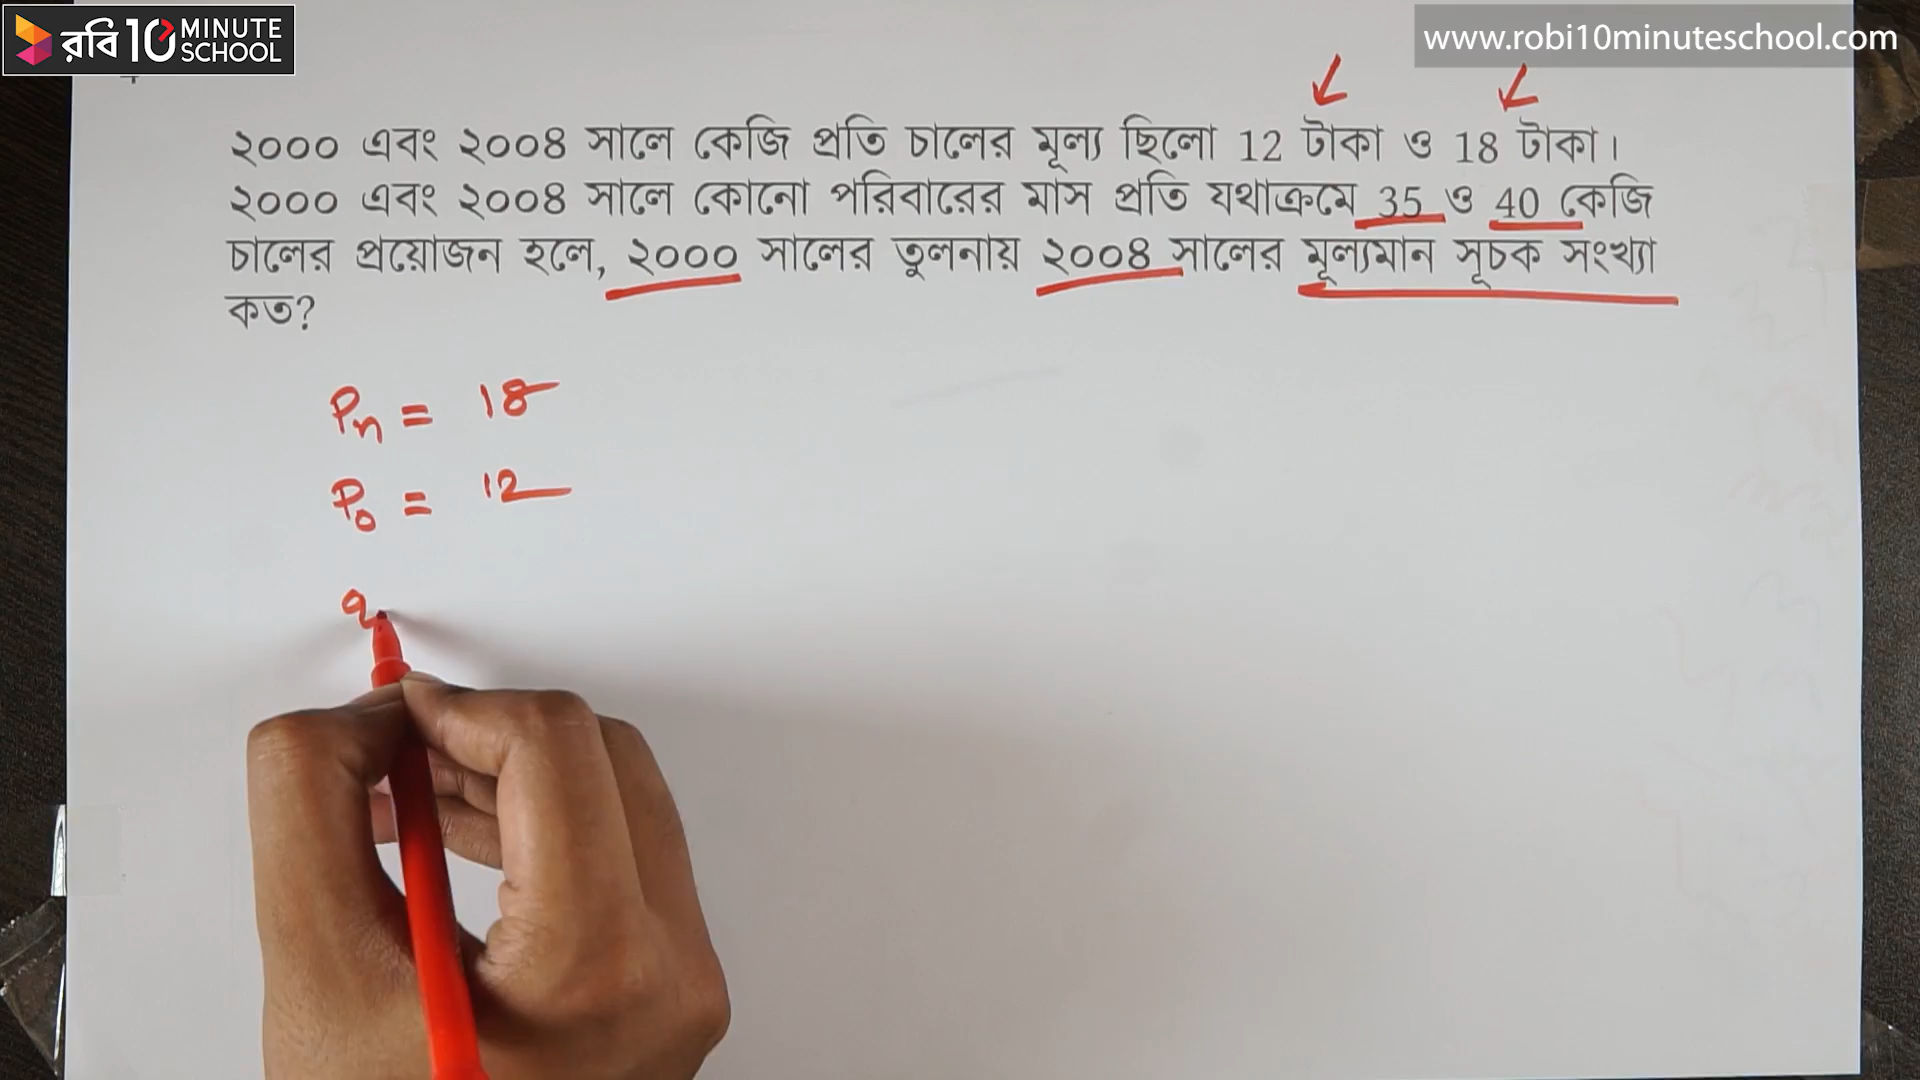 রবি 10 MINUTE SCHOOL
www.robi10minuteschool.com
২০০০ এবং ২০০৪ সালে কেজি প্রতি চালের মূল্য ছিলো 12 টাকা ও 18 টাকা।
২০০০ এবং ২০০৪ সালে কোনো পরিবারের মাস প্রতি যথাক্রমে 35 ও 40 কেজি
চালের প্রয়োজন হলে, ২০০০ সালের তুলনায় ২০০৪ সালের মূল্যমান সূচক সংখ্যা
কত?
Pn = 18
P0 = 12
q